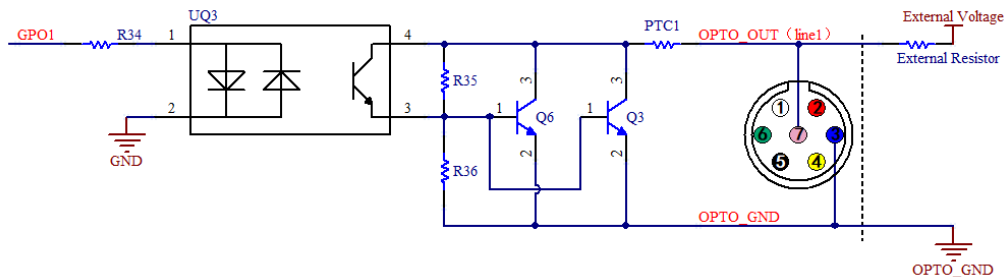 UQ3
GPO1
R34
1
2
4
3
GND
R35
R36
1
3
2
Q6
1
3
2
Q3
PTC1
OPTO_OUT（line1）
External Voltage
External Resistor
1
2
6
7
3
5
4
OPTO_GND
OPTO_GND